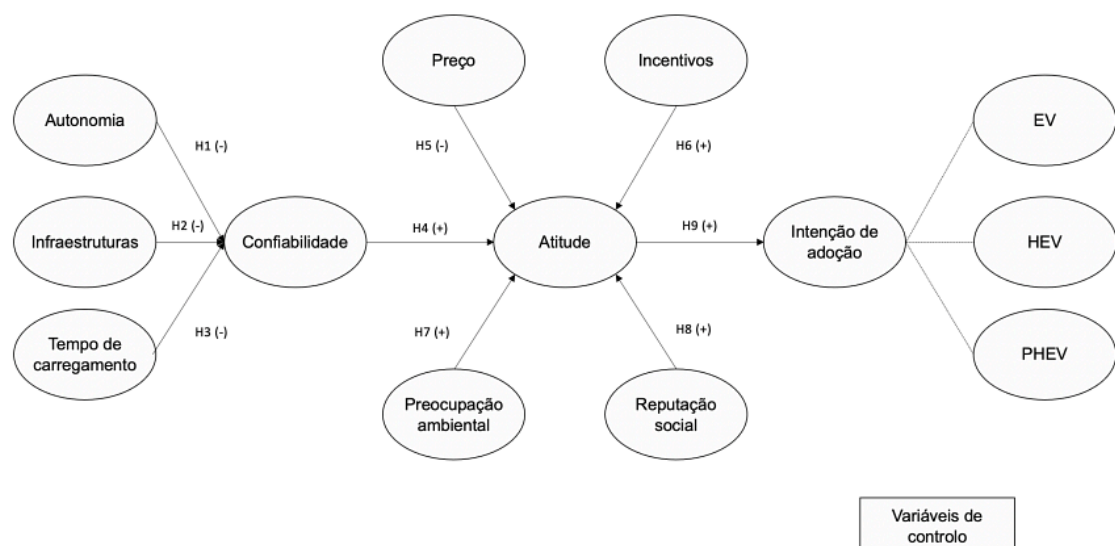 Preço
Incentivos
Autonomia
EV
H1 (-)
H5 (-)
H6 (+)
Infraestruturas
H2 (-)
Confiabilidade
H4 (+)
Atitude
H9 (+)
Intenção de
adoção
HEV
H3 (-)
H7 (+)
H8 (+)
Tempo de
carregamento
PHEV
Preocupação
ambiental
Reputação
social
Variáveis de
controlo